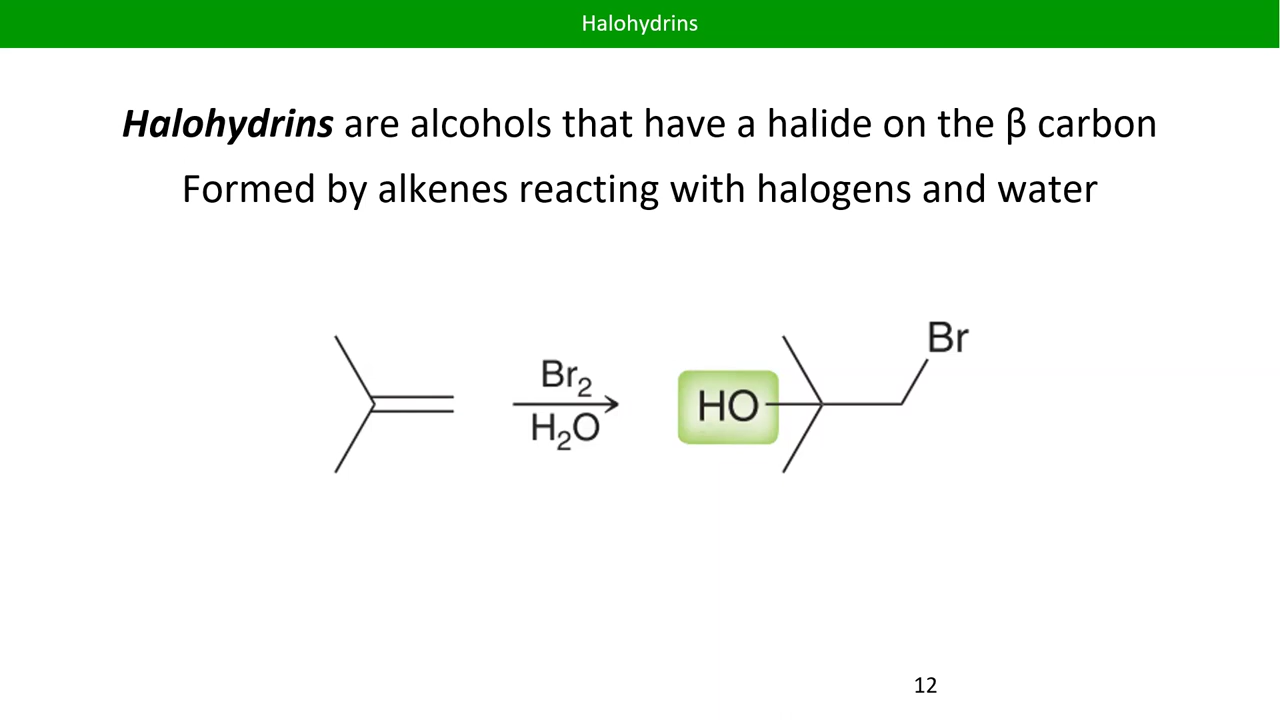 Halohydrins
Halohydrins are alcohols that have a halide on the β carbon
Formed by alkenes reacting with halogens and water
Br
Br₂
HO
H₂O
12